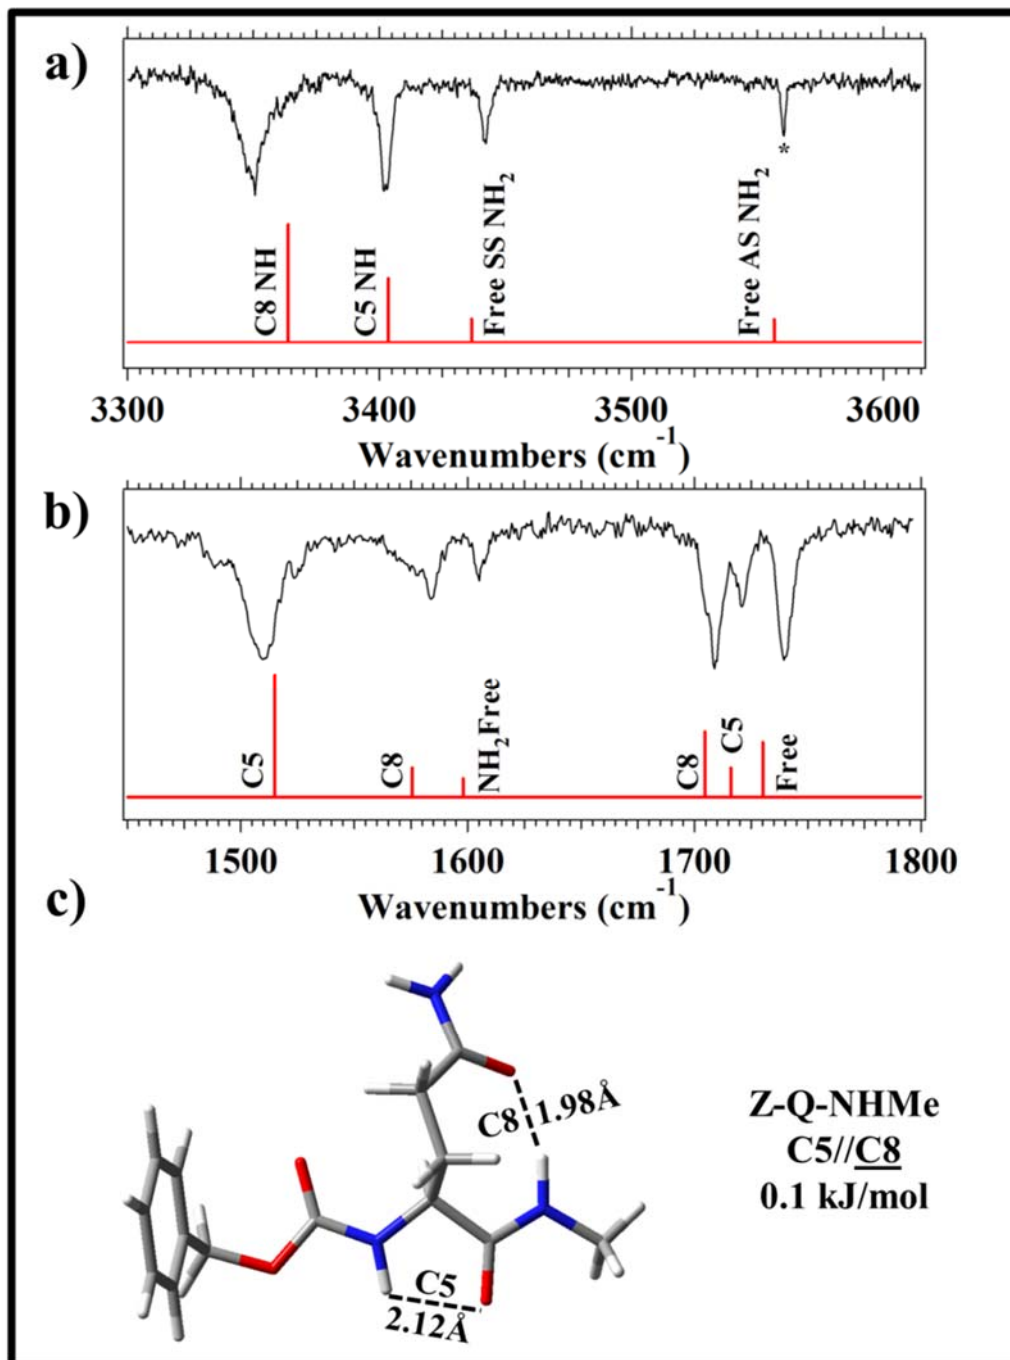 a)
C8 NH
C5 NH
Free SS NH₂
Free AS NH₂
*
3300 3400 3500 3600
Wavenumbers (cm⁻¹)
b)
C5
C8
NH₂Free
C8
C5
Free
1500 1600 1700 1800
Wavenumbers (cm⁻¹)
c)
C8 1.98Å
C5
2.12Å
Z-Q-NHMe
C5//C8
0.1 kJ/mol